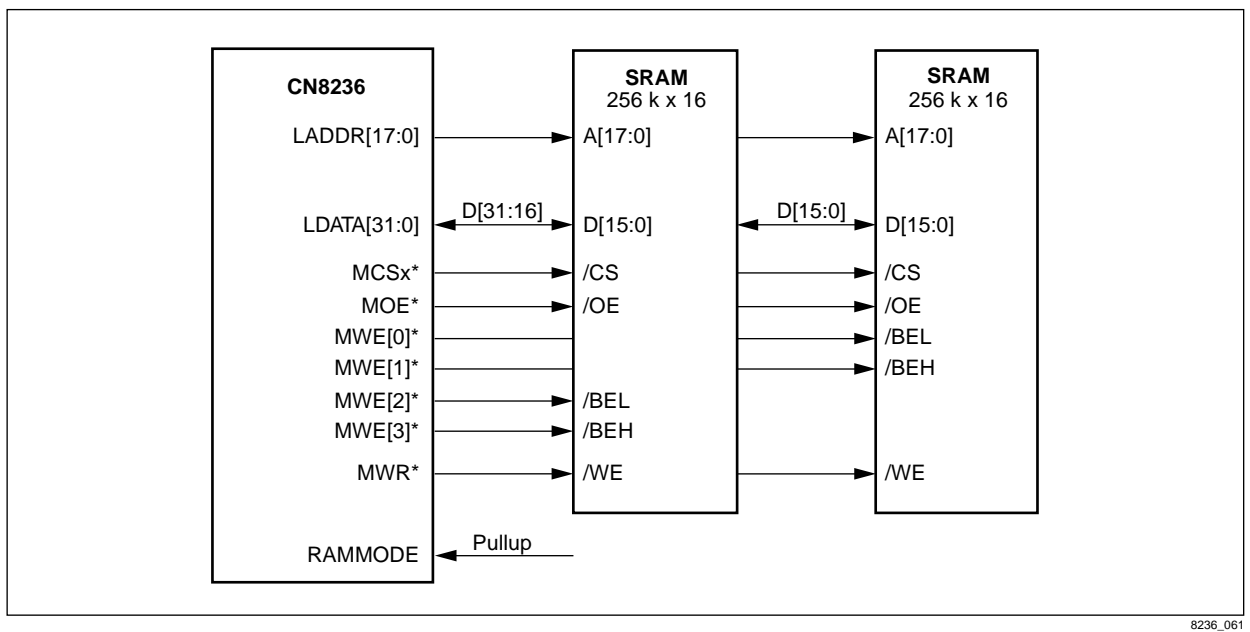 CN8236
SRAM
256 k x 16
SRAM
256 k x 16
LADDR[17:0]
A[17:0]
A[17:0]
LDATA[31:0]
D[31:16]
D[15:0]
D[15:0]
D[15:0]
MCSx*
/CS
/CS
MOE*
/OE
/OE
MWE[0]*
/BEL
MWE[1]*
/BEH
MWE[2]*
/BEL
MWE[3]*
/BEH
MWR*
/WE
/WE
RAMMODE
Pullup
8236_061